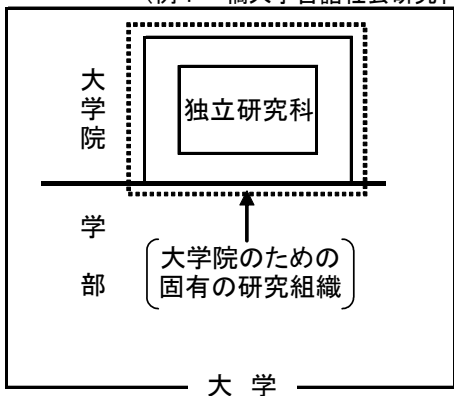 大学院
独立研究科
学部
大学院のための
固有の研究組織
大学